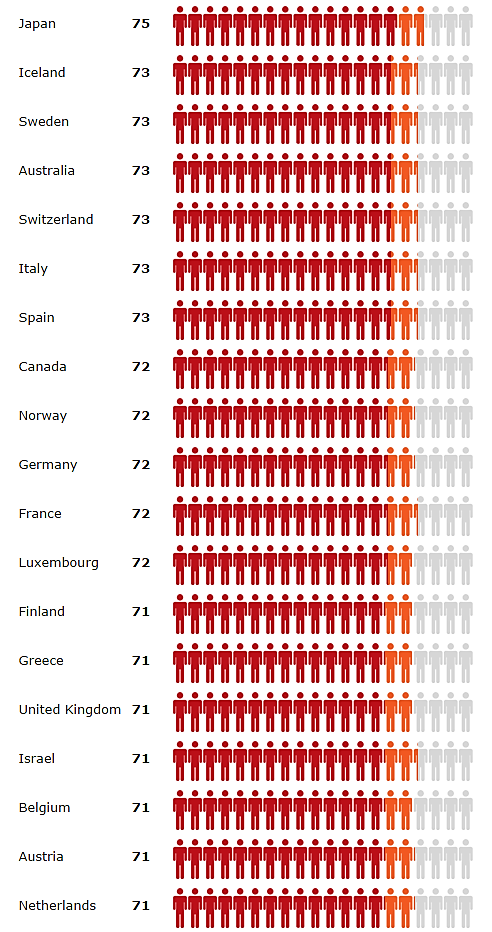 Japan 75
Iceland 73
Sweden 73
Australia 73
Switzerland 73
Italy 73
Spain 73
Canada 72
Norway 72
Germany 72
France 72
Luxembourg 72
Finland 71
Greece 71
United Kingdom 71
Israel 71
Belgium 71
Austria 71
Netherlands 71